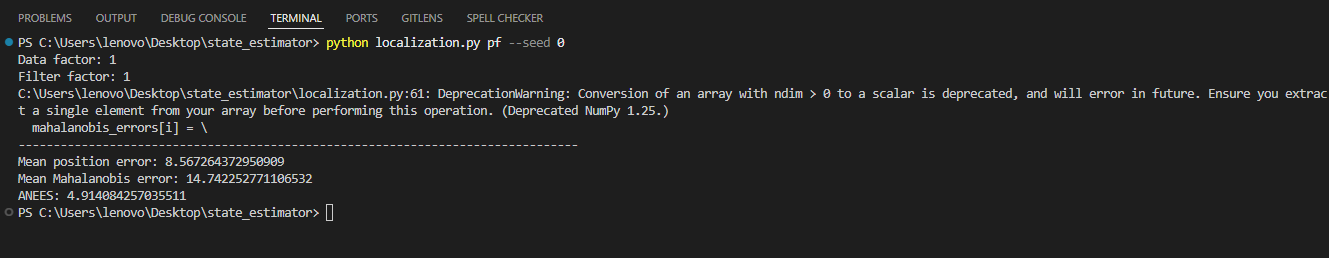 PROBLEMS OUTPUT DEBUG CONSOLE TERMINAL PORTS GITLENS SPELL CHECKER
PS C:\Users\lenovo\Desktop\state_estimator> python localization.py pf --seed 0
Data factor: 1
Filter factor: 1
C:\Users\lenovo\Desktop\state_estimator\localization.py:61: DeprecationWarning: Conversion of an array with ndim > 0 to a scalar is deprecated, and will error in future. Ensure you extrac
t a single element from your array before performing this operation. (Deprecated NumPy 1.25.)
  mahalanobis_errors[i] = \
--------------------------------------------------------------------------------
Mean position error: 8.567264372950909
Mean Mahalanobis error: 14.742252771106532
ANEES: 4.914084257035511
PS C:\Users\lenovo\Desktop\state_estimator>